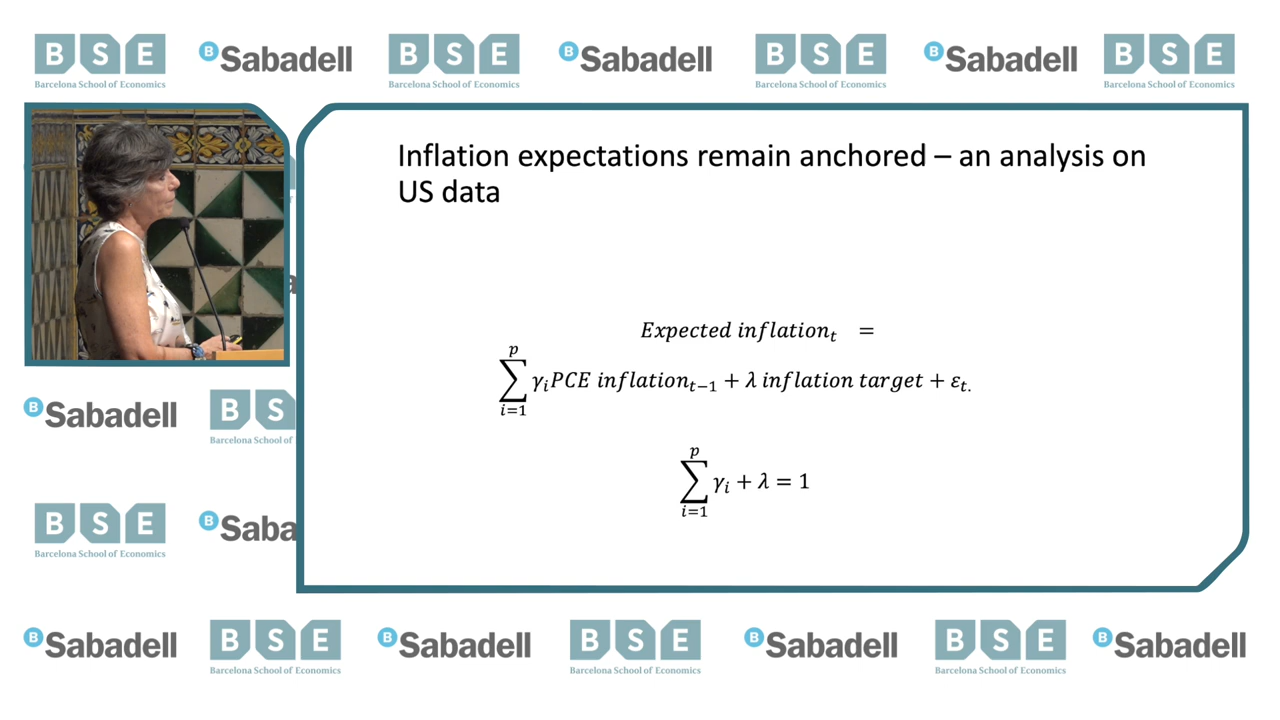 BSE Barcelona School of Economics
B Sabadell
BSE Barcelona School of Economics
B Sabadell
BSE Barcelona School of Economics
B Sabadell
BSE Barcelona School of Economics
Inflation expectations remain anchored – an analysis on
US data
Expected inflation_t =
∑_{i=1}^{p} γ_i PCE inflation_{t−1} + λ inflation target + ε_{t.}
∑_{i=1}^{p} γ_i + λ = 1
B Sabadell
B S
Barcelona School of E
BSE Barcelona School of Economics
B Saba
B Sabadell
BSE Barcelona School of Economics
B Sabadell
BSE Barcelona School of Economics
B Sabadell
BSE Barcelona School of Economics
B Sabadell